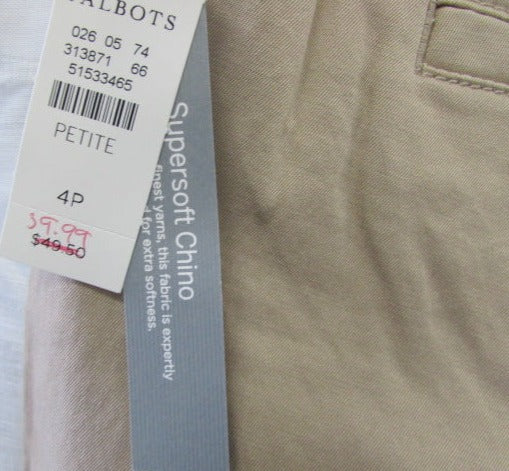 TALBOTS
026 05 74
313871 66
51533465
PETITE
4P
39.99
$49.50
Supersoft Chino
finest yarns, this fabric is expertly
for extra softness.